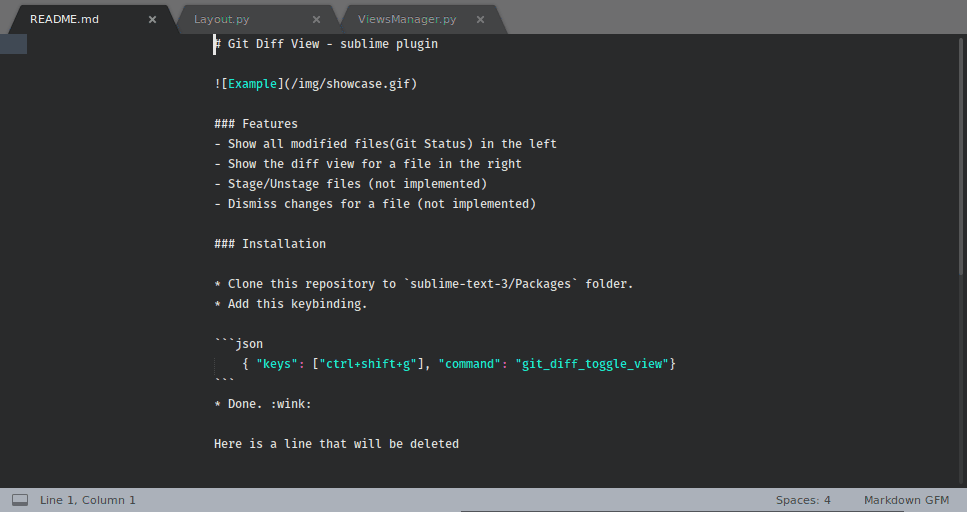 README.md × Layout.py × ViewsManager.py ×
# Git Diff View - sublime plugin
![Example](/img/showcase.gif)
### Features
- Show all modified files(Git Status) in the left
- Show the diff view for a file in the right
- Stage/Unstage files (not implemented)
- Dismiss changes for a file (not implemented)
### Installation
* Clone this repository to `sublime-text-3/Packages` folder.
* Add this keybinding.
```json
{ "keys": ["ctrl+shift+g"], "command": "git_diff_toggle_view"}
```
* Done. :wink:
Here is a line that will be deleted
Line 1, Column 1 Spaces: 4 Markdown GFM